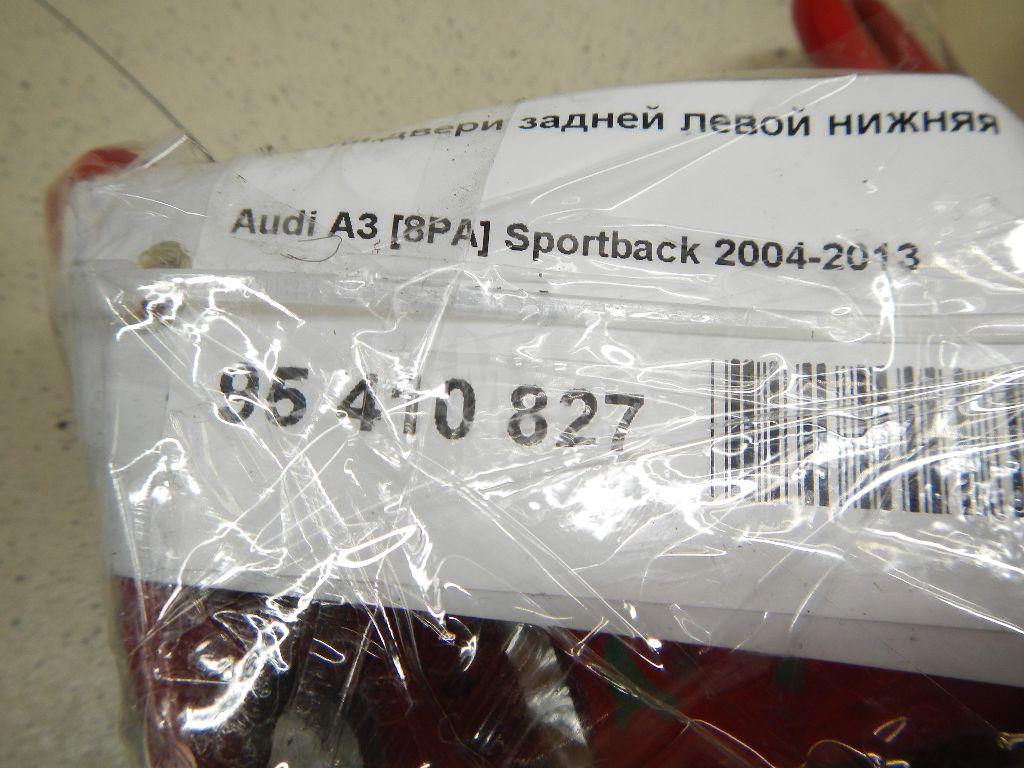 двери задней левой нижняя
Audi A3 [8PA] Sportback 2004-2013
95 410 827